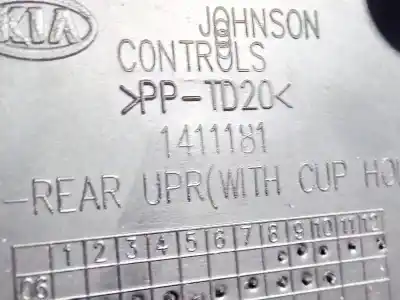 KIA
JOHNSON
CONTROLS
>PP-TD20<
1411181
-REAR UPR(WITH CUP HOL
1 2 3 4 5 6 7 8 9 10 11 12
06